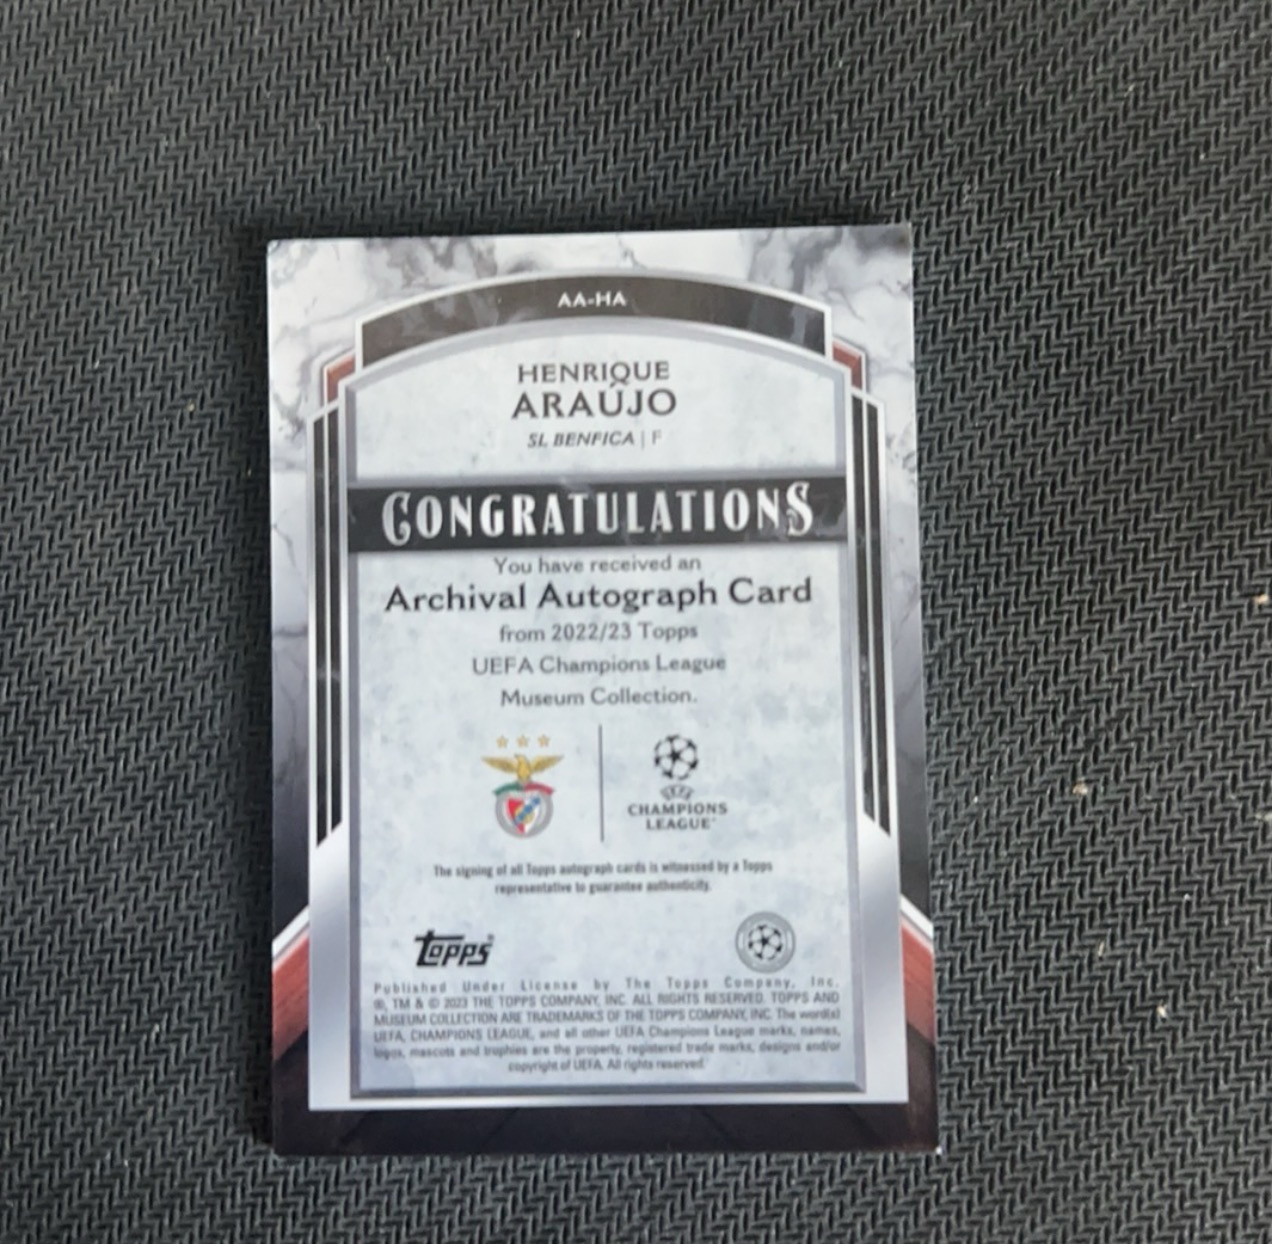 AA-HA
HENRIQUE
ARAÚJO
SL BENFICA | F
CONGRATULATIONS
You have received an
Archival Autograph Card
from 2022/23 Topps
UEFA Champions League
Museum Collection.
UEFA
CHAMPIONS
LEAGUE
The signing of all Topps autograph cards is witnessed by a Topps
representative to guarantee authenticity.
Topps
Published Under License by The Topps Company, Inc.
®, TM & © 2023 THE TOPPS COMPANY, INC. ALL RIGHTS RESERVED. TOPPS AND
MUSEUM COLLECTION ARE TRADEMARKS OF THE TOPPS COMPANY, INC. The word(s)
UEFA, CHAMPIONS LEAGUE, and all other UEFA Champions League marks, names,
logos, mascots and trophies are the property, registered trade marks, designs and/or
copyright of UEFA. All rights reserved.